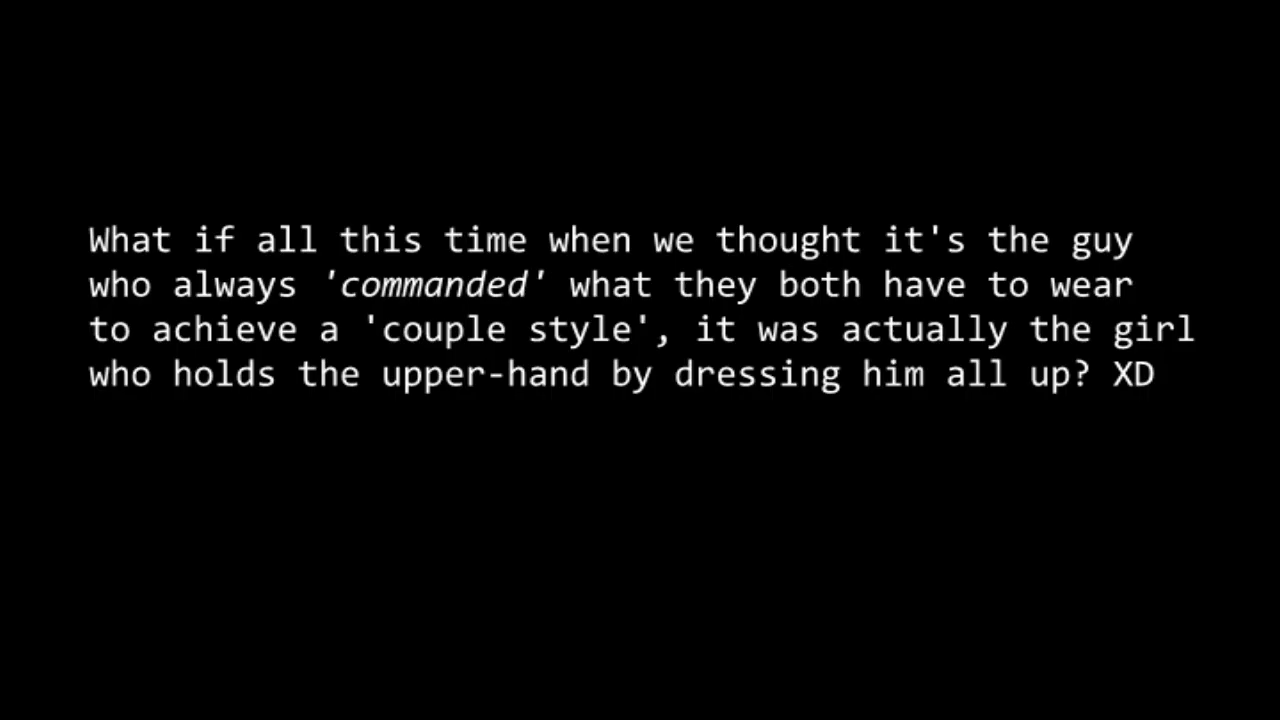 What if all this time when we thought it's the guy
who always 'commanded' what they both have to wear
to achieve a 'couple style', it was actually the girl
who holds the upper-hand by dressing him all up? XD